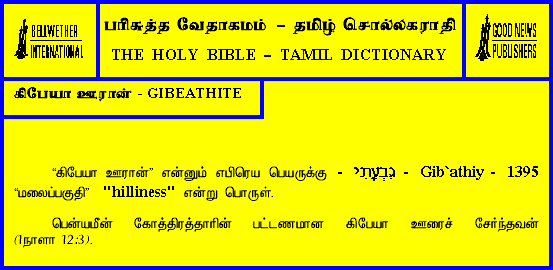 BELLWETHER
INTERNATIONAL
பரிசுத்த வேதாகமம் – தமிழ் சொல்லகராதி
THE HOLY BIBLE – TAMIL DICTIONARY
GOOD NEWS
PUBLISHERS
கிபேயா ஊரான் - GIBEATHITE
“கிபேயா ஊரான்” என்னும் எபிரெய பெயருக்கு - גִּבְעָתִי - Gib`athiy - 1395
“மலைப்பகுதி” "hilliness" என்று பொருள்.
பென்யமீன் கோத்திரத்தாரின் பட்டணமான கிபேயா ஊரைச் சேர்ந்தவன்
(1நாளா 12:3).